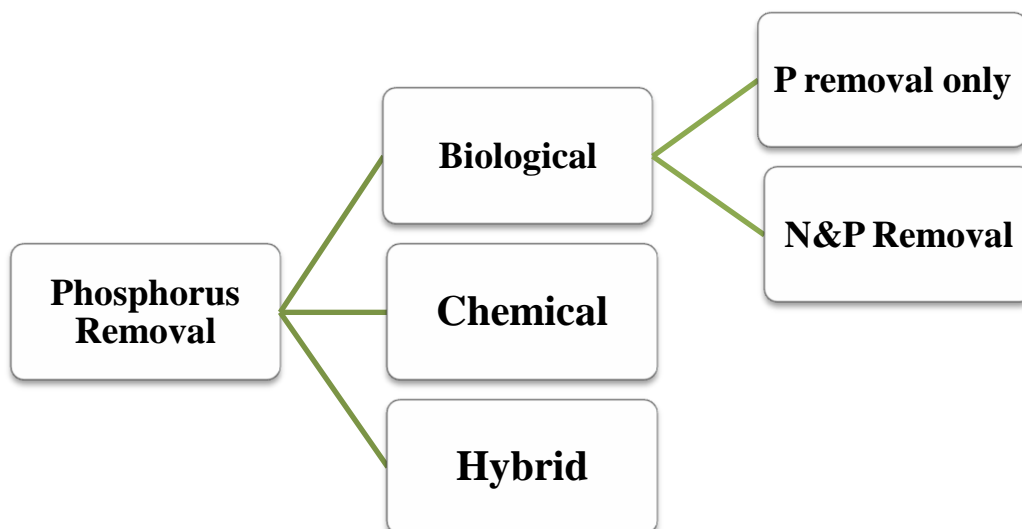 P removal only
Biological
N&P Removal
Phosphorus
Removal
Chemical
Hybrid